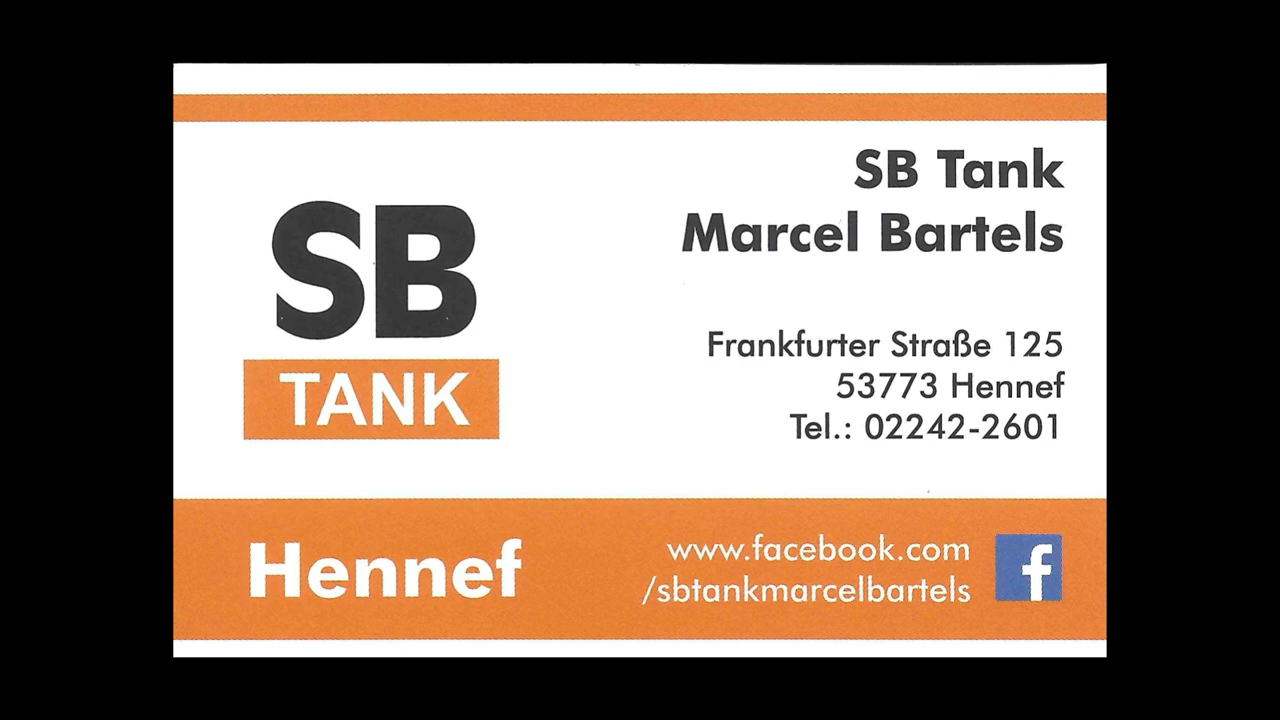 SB
TANK
SB Tank
Marcel Bartels
Frankfurter Straße 125
53773 Hennef
Tel.: 02242-2601
Hennef
www.facebook.com
/sbtankmarcelbartels
f